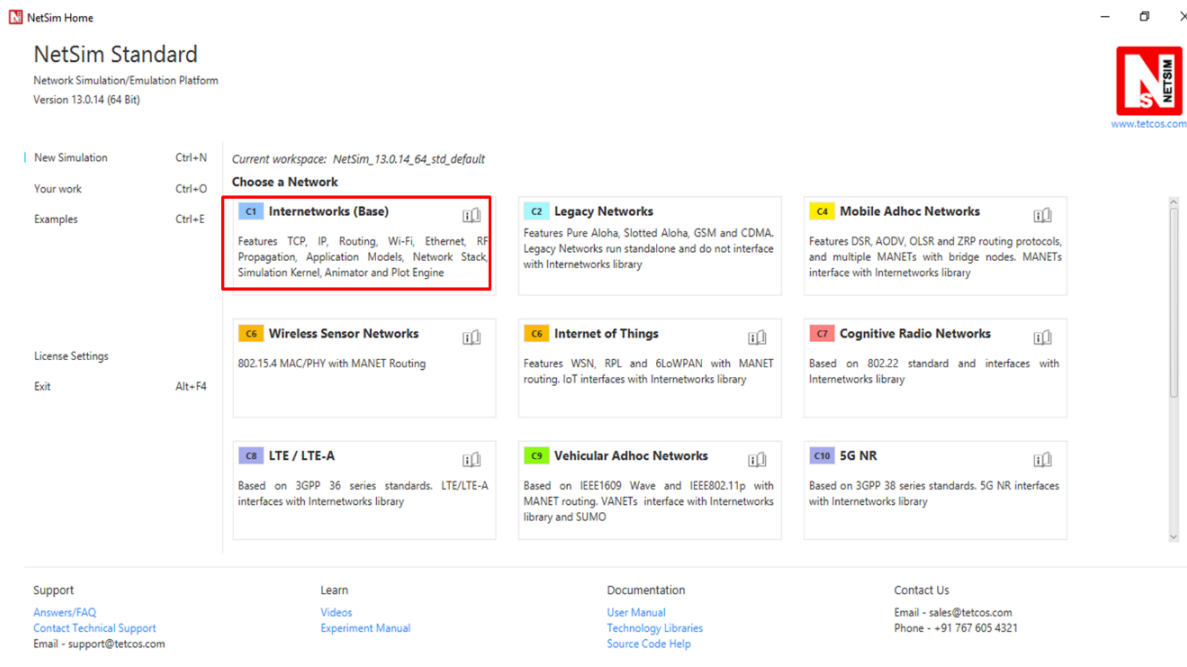 NetSim Home
NetSim Standard
Network Simulation/Emulation Platform
Version 13.0.14 (64 Bit)
NETSIM
www.tetcos.com
New Simulation Ctrl+N
Your work Ctrl+O
Examples Ctrl+E
License Settings
Exit Alt+F4
Current workspace: NetSim_13.0.14_64_std_default
Choose a Network
C1 Internetworks (Base)
Features TCP, IP, Routing, Wi-Fi, Ethernet, RF
Propagation, Application Models, Network Stack,
Simulation Kernel, Animator and Plot Engine
C2 Legacy Networks
Features Pure Aloha, Slotted Aloha, GSM and CDMA.
Legacy Networks run standalone and do not interface
with Internetworks library
C4 Mobile Adhoc Networks
Features DSR, AODV, OLSR and ZRP routing protocols,
and multiple MANETs with bridge nodes. MANETs
interface with Internetworks library
C6 Wireless Sensor Networks
802.15.4 MAC/PHY with MANET Routing
C6 Internet of Things
Features WSN, RPL and 6LoWPAN with MANET
routing. IoT interfaces with Internetworks library
C7 Cognitive Radio Networks
Based on 802.22 standard and interfaces with
Internetworks library
C8 LTE / LTE-A
Based on 3GPP 36 series standards. LTE/LTE-A
interfaces with Internetworks library
C9 Vehicular Adhoc Networks
Based on IEEE1609 Wave and IEEE802.11p with
MANET routing. VANETs interface with Internetworks
library and SUMO
C10 5G NR
Based on 3GPP 38 series standards. 5G NR interfaces
with Internetworks library
Support
Answers/FAQ
Contact Technical Support
Email - support@tetcos.com
Learn
Videos
Experiment Manual
Documentation
User Manual
Technology Libraries
Source Code Help
Contact Us
Email - sales@tetcos.com
Phone - +91 767 605 4321